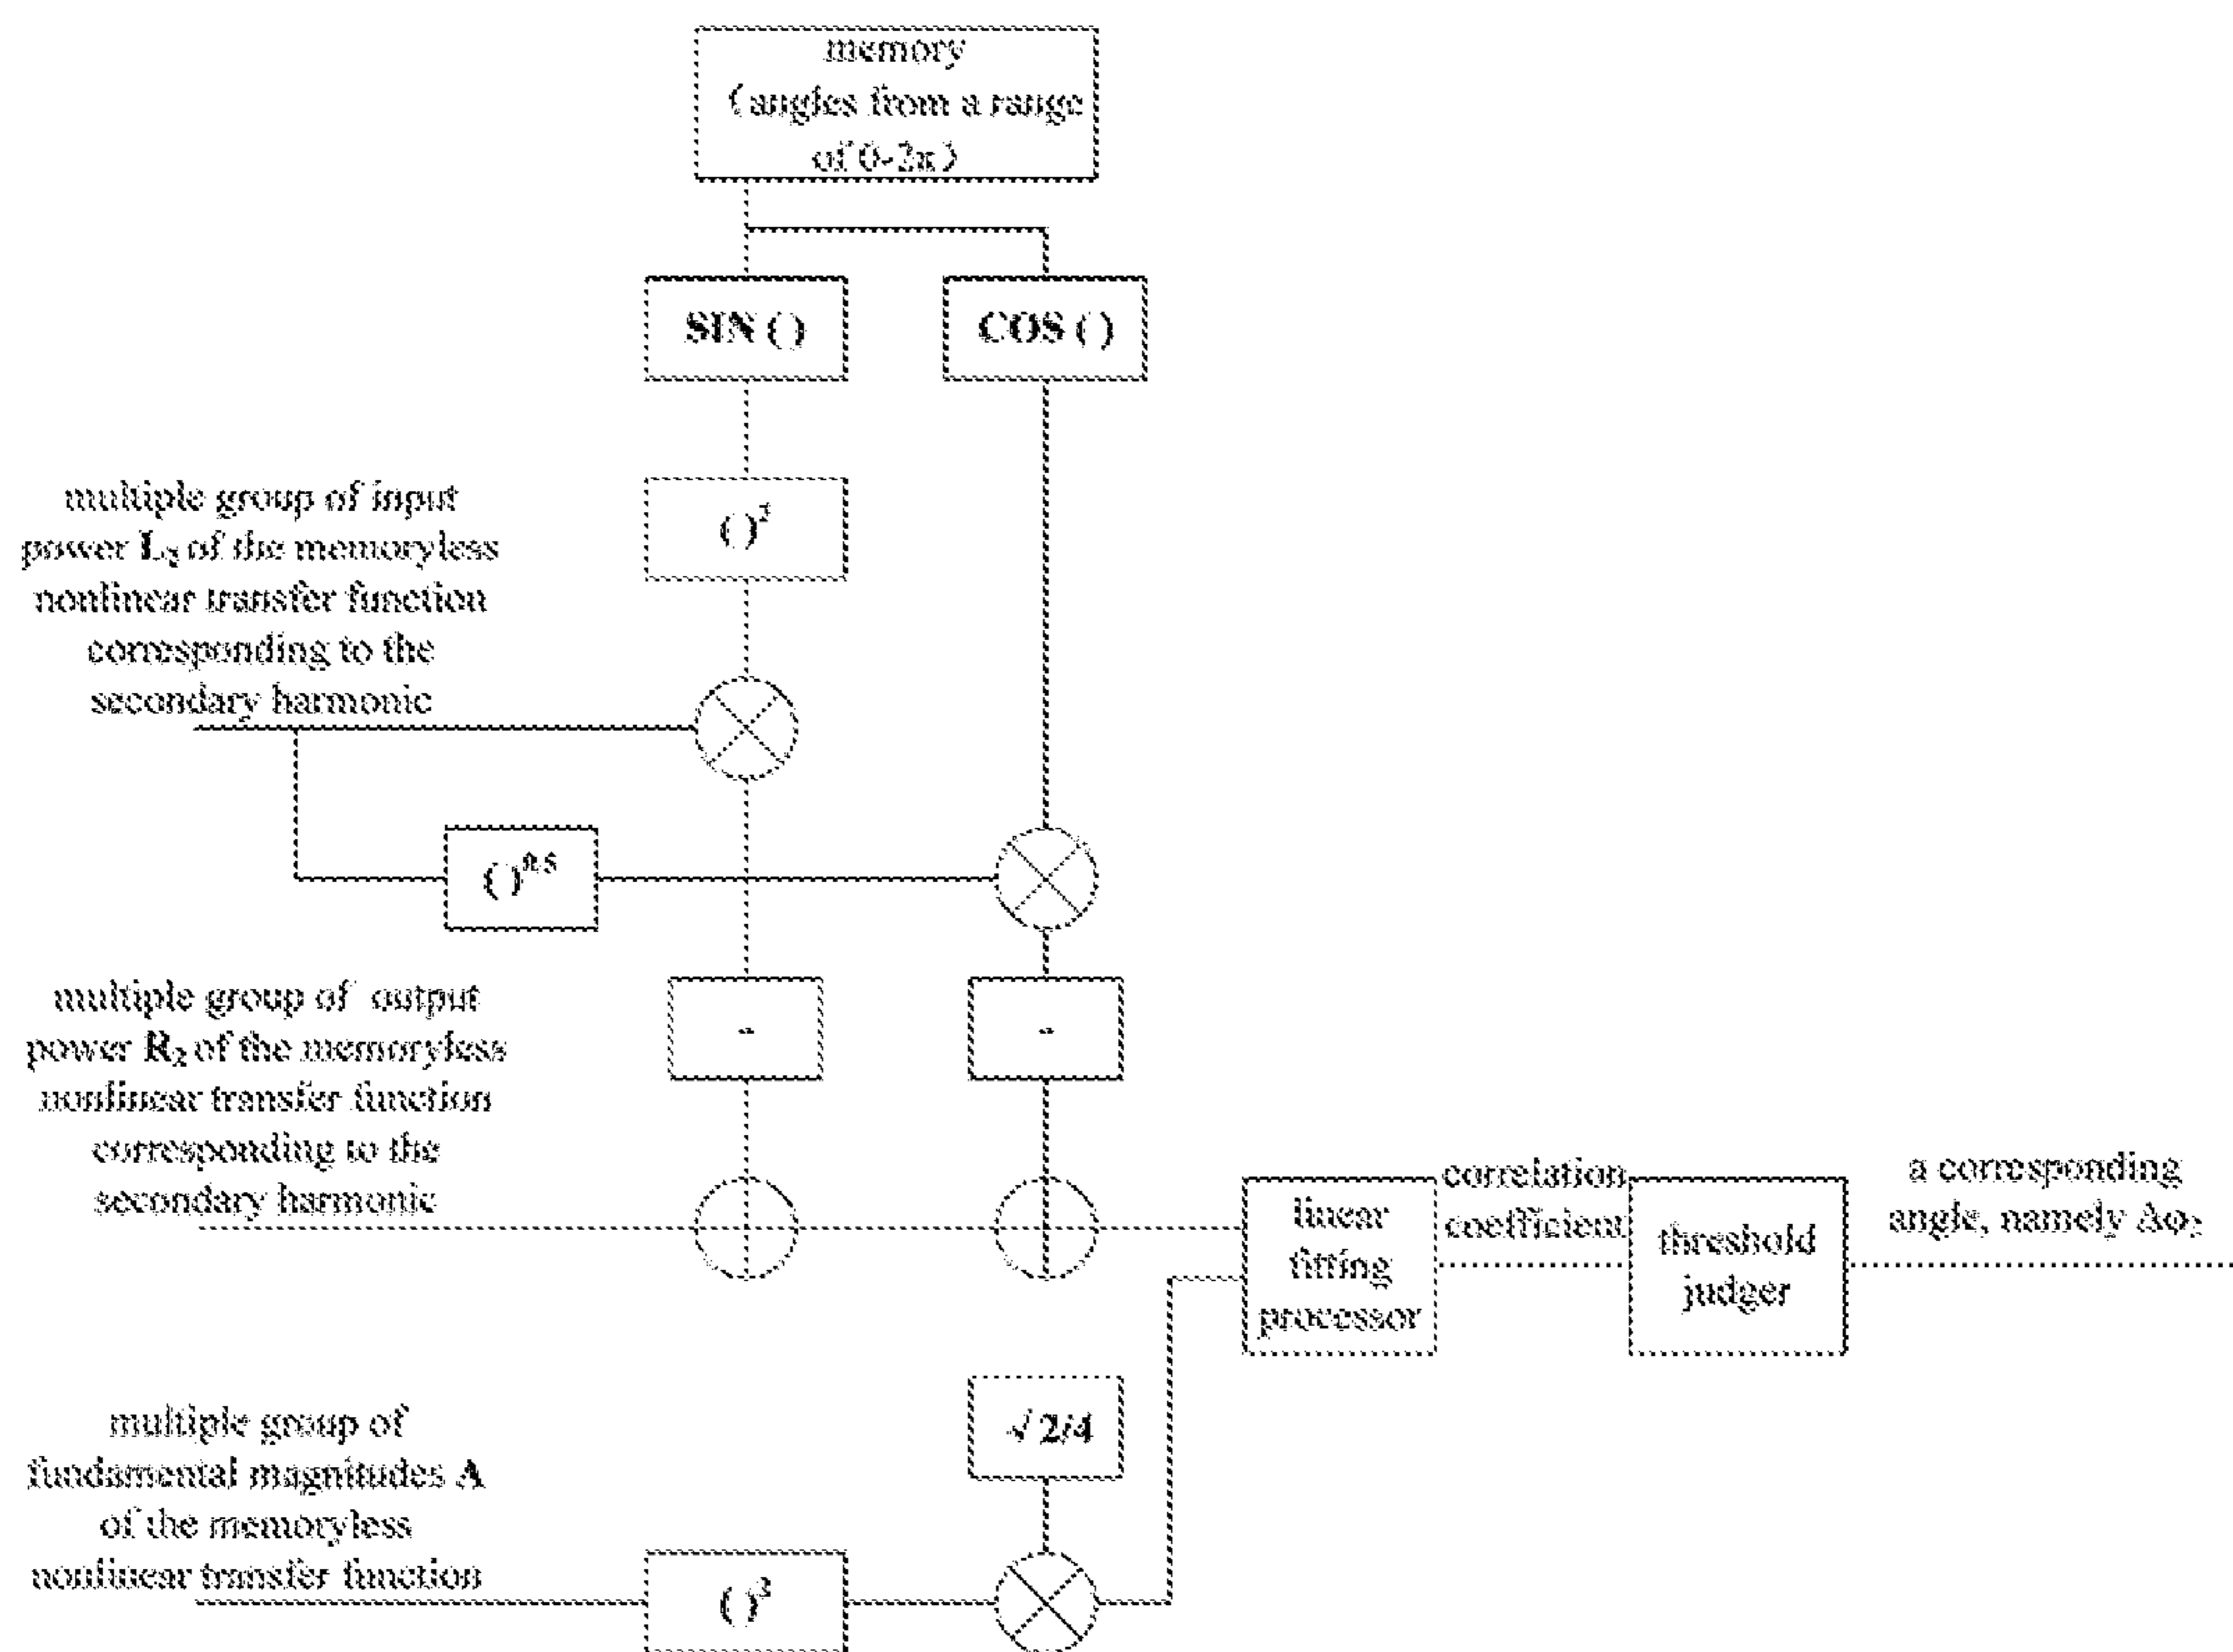 memory
(angles from a range
of 0-2π)
SIN ( )
COS ( )
( )²
multiple group of input
power L₂ of the memoryless
nonlinear transfer function
corresponding to the
secondary harmonic
( )⁰·⁵
-
-
multiple group of output
power R₂ of the memoryless
nonlinear transfer function
corresponding to the
secondary harmonic
linear
fitting
processor
correlation
coefficient
threshold
judger
a corresponding
angle, namely Δφ₂
√2/4
multiple group of
fundamental magnitudes A
of the memoryless
nonlinear transfer function
( )²